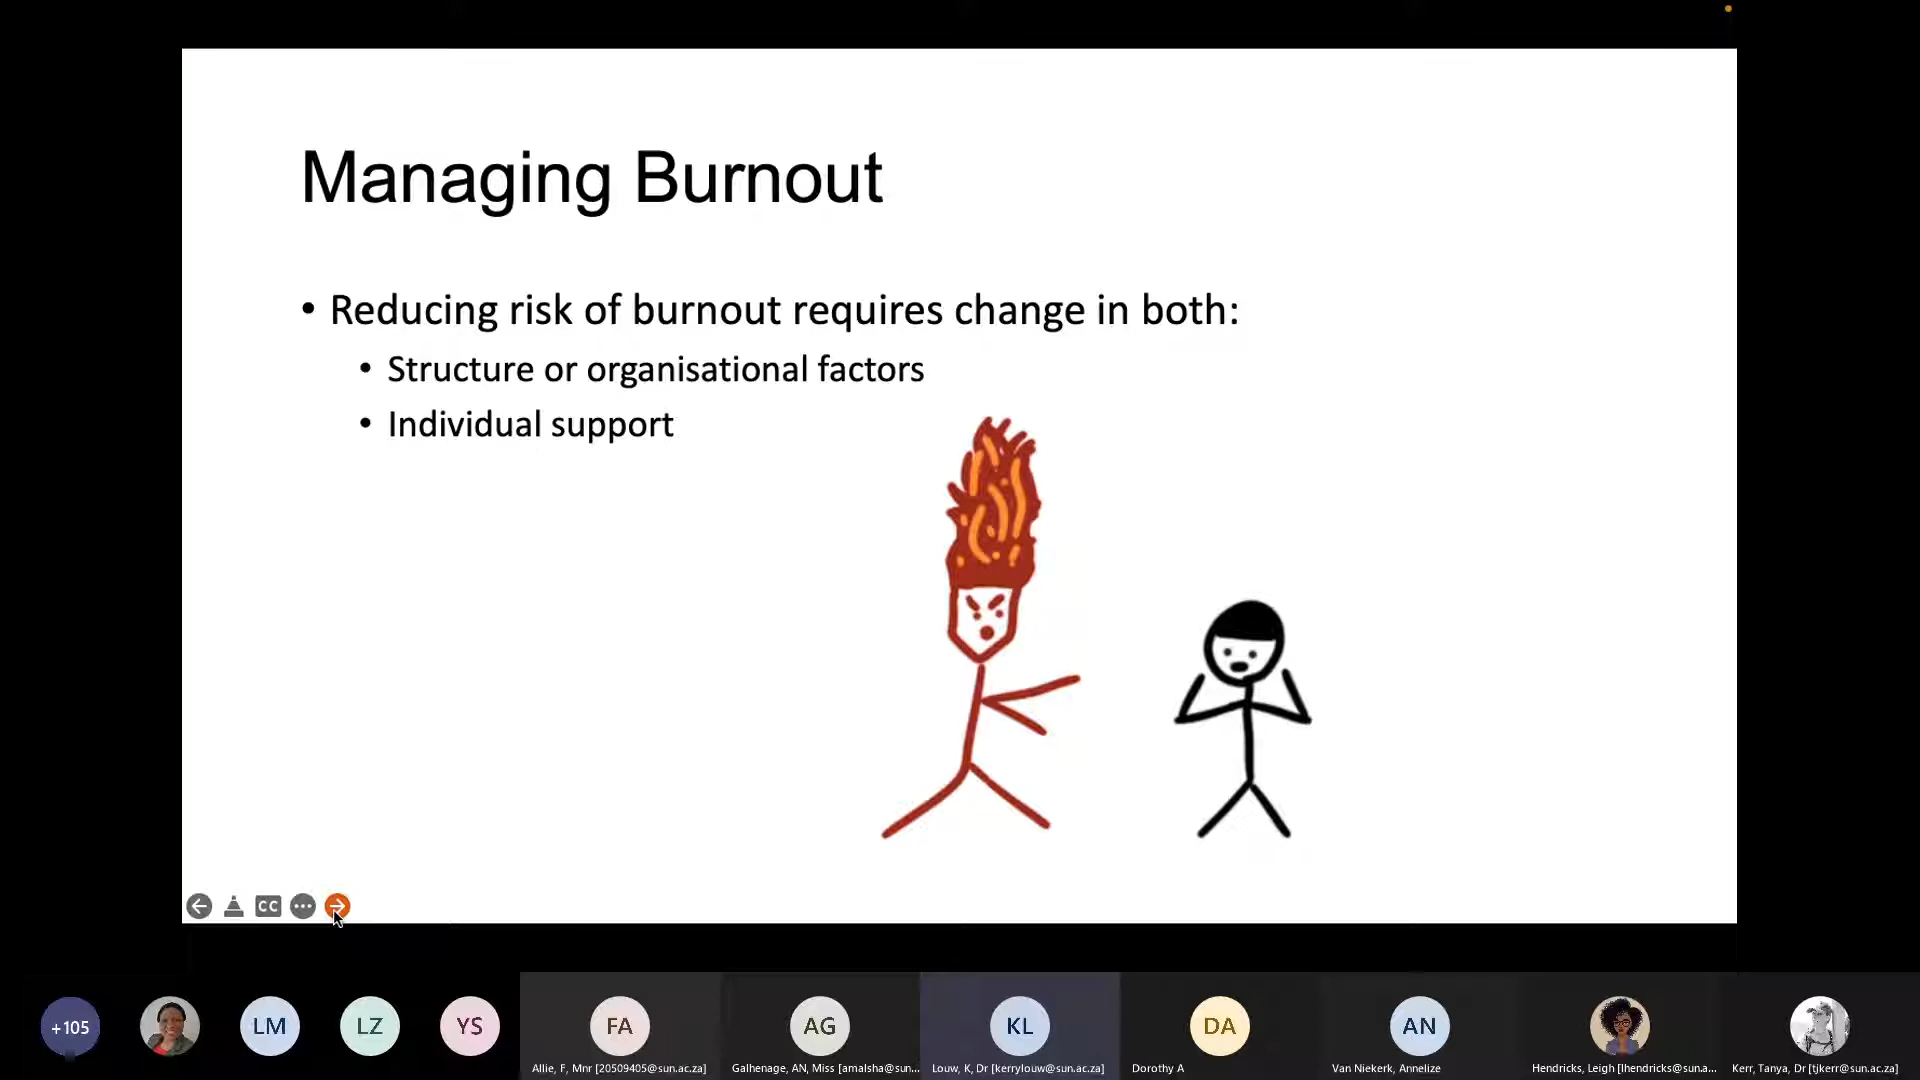 Managing Burnout
• Reducing risk of burnout requires change in both:
• Structure or organisational factors
• Individual support
CC
+105
LM
LZ
YS
FA
AG
KL
DA
AN
Allie, F, Mnr [20509405@sun.ac.za]
Galhenage, AN, Miss [amalsha@sun...
Louw, K, Dr [kerrylouw@sun.ac.za]
Dorothy A
Van Niekerk, Annelize
Hendricks, Leigh [lhendricks@sun.a...
Kerr, Tanya, Dr [tjkerr@sun.ac.za]